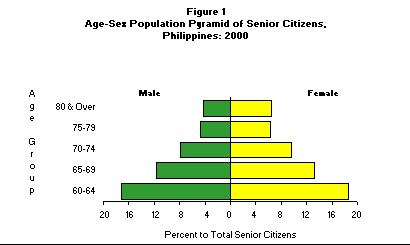 Figure 1
Age-Sex Population Pyramid of Senior Citizens,
Philippines: 2000
Male Female
Age Group
80 & Over
75-79
70-74
65-69
60-64
20 16 12 8 4 0 4 8 12 16 20
Percent to Total Senior Citizens